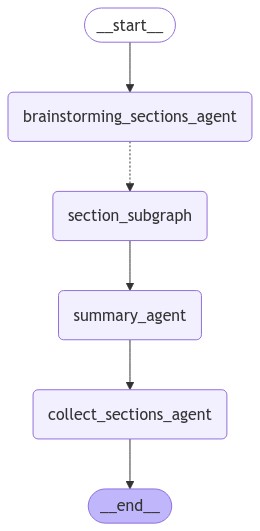 __start__
brainstorming_sections_agent
section_subgraph
summary_agent
collect_sections_agent
__end__